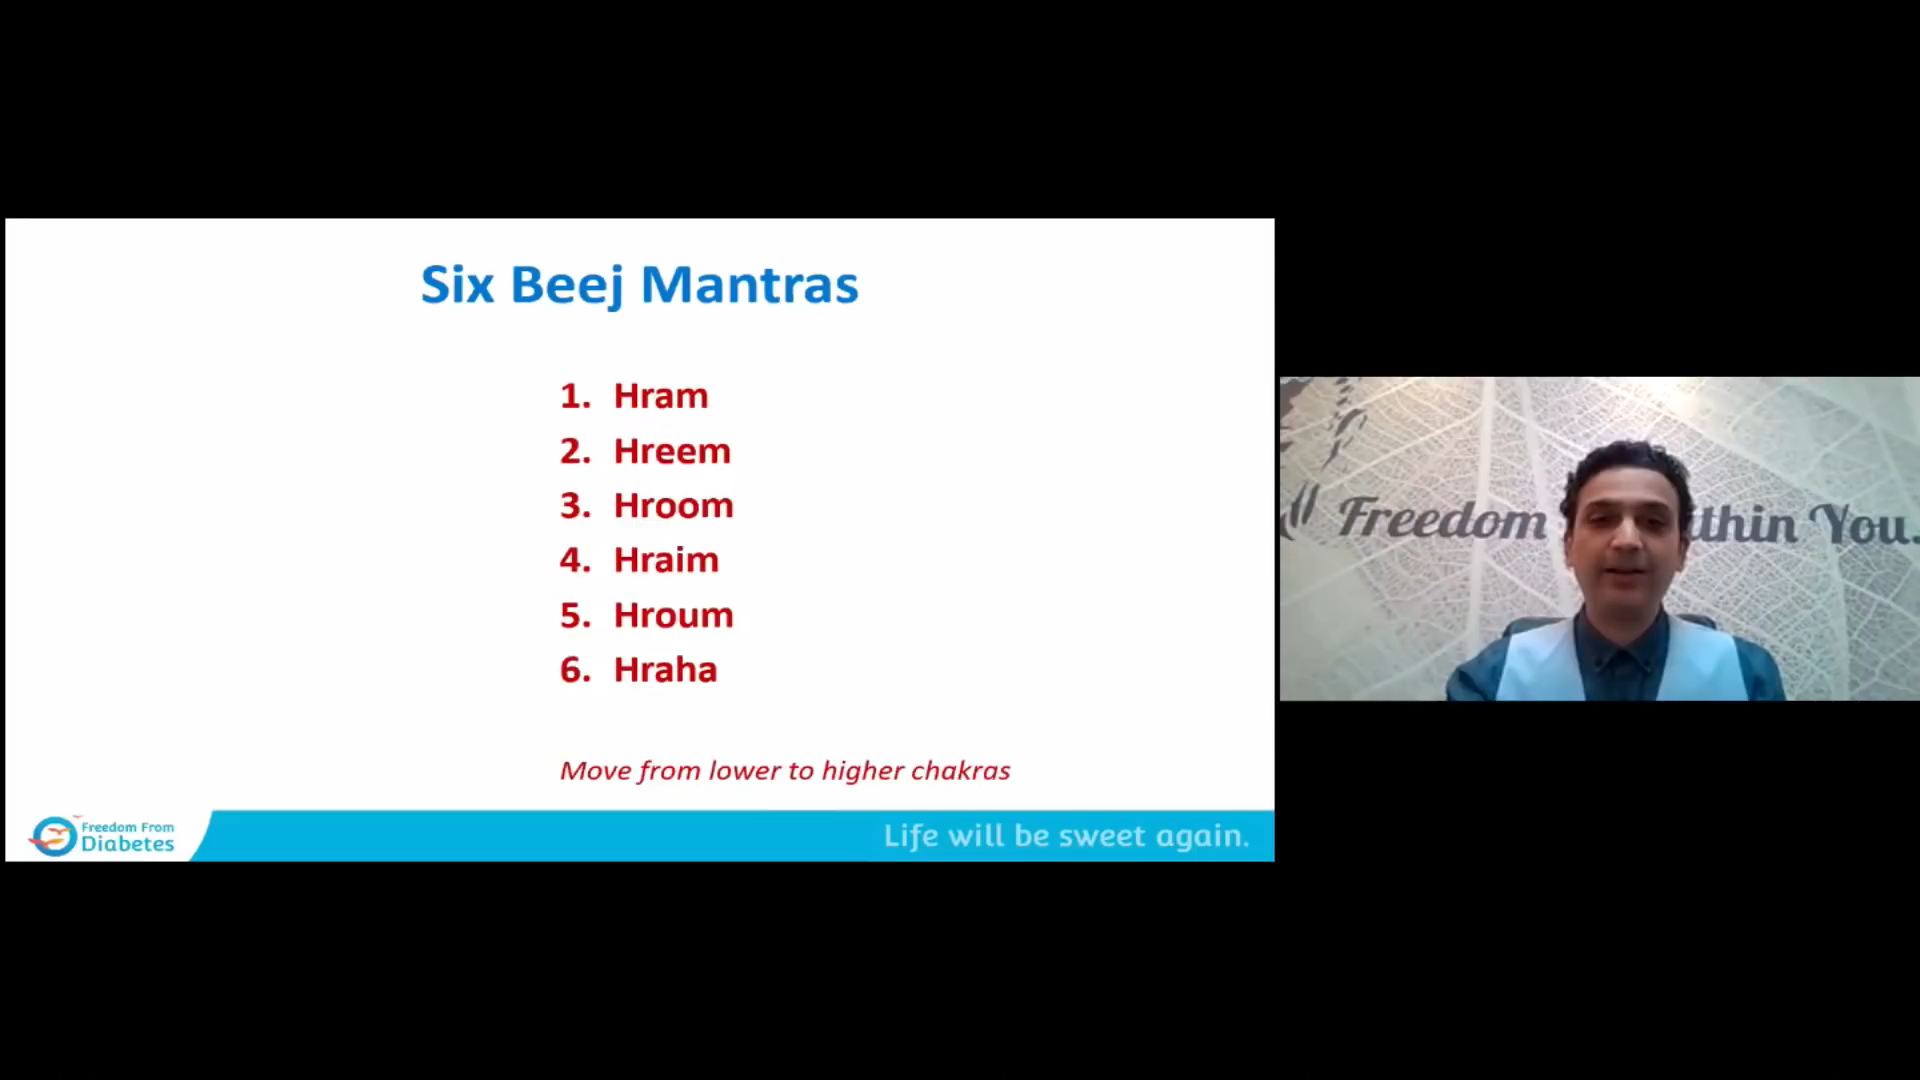 Six Beej Mantras
1. Hram
2. Hreem
3. Hroom
4. Hraim
5. Hroum
6. Hraha
Move from lower to higher chakras
Freedom From
Diabetes
Life will be sweet again.
Freedom
You.